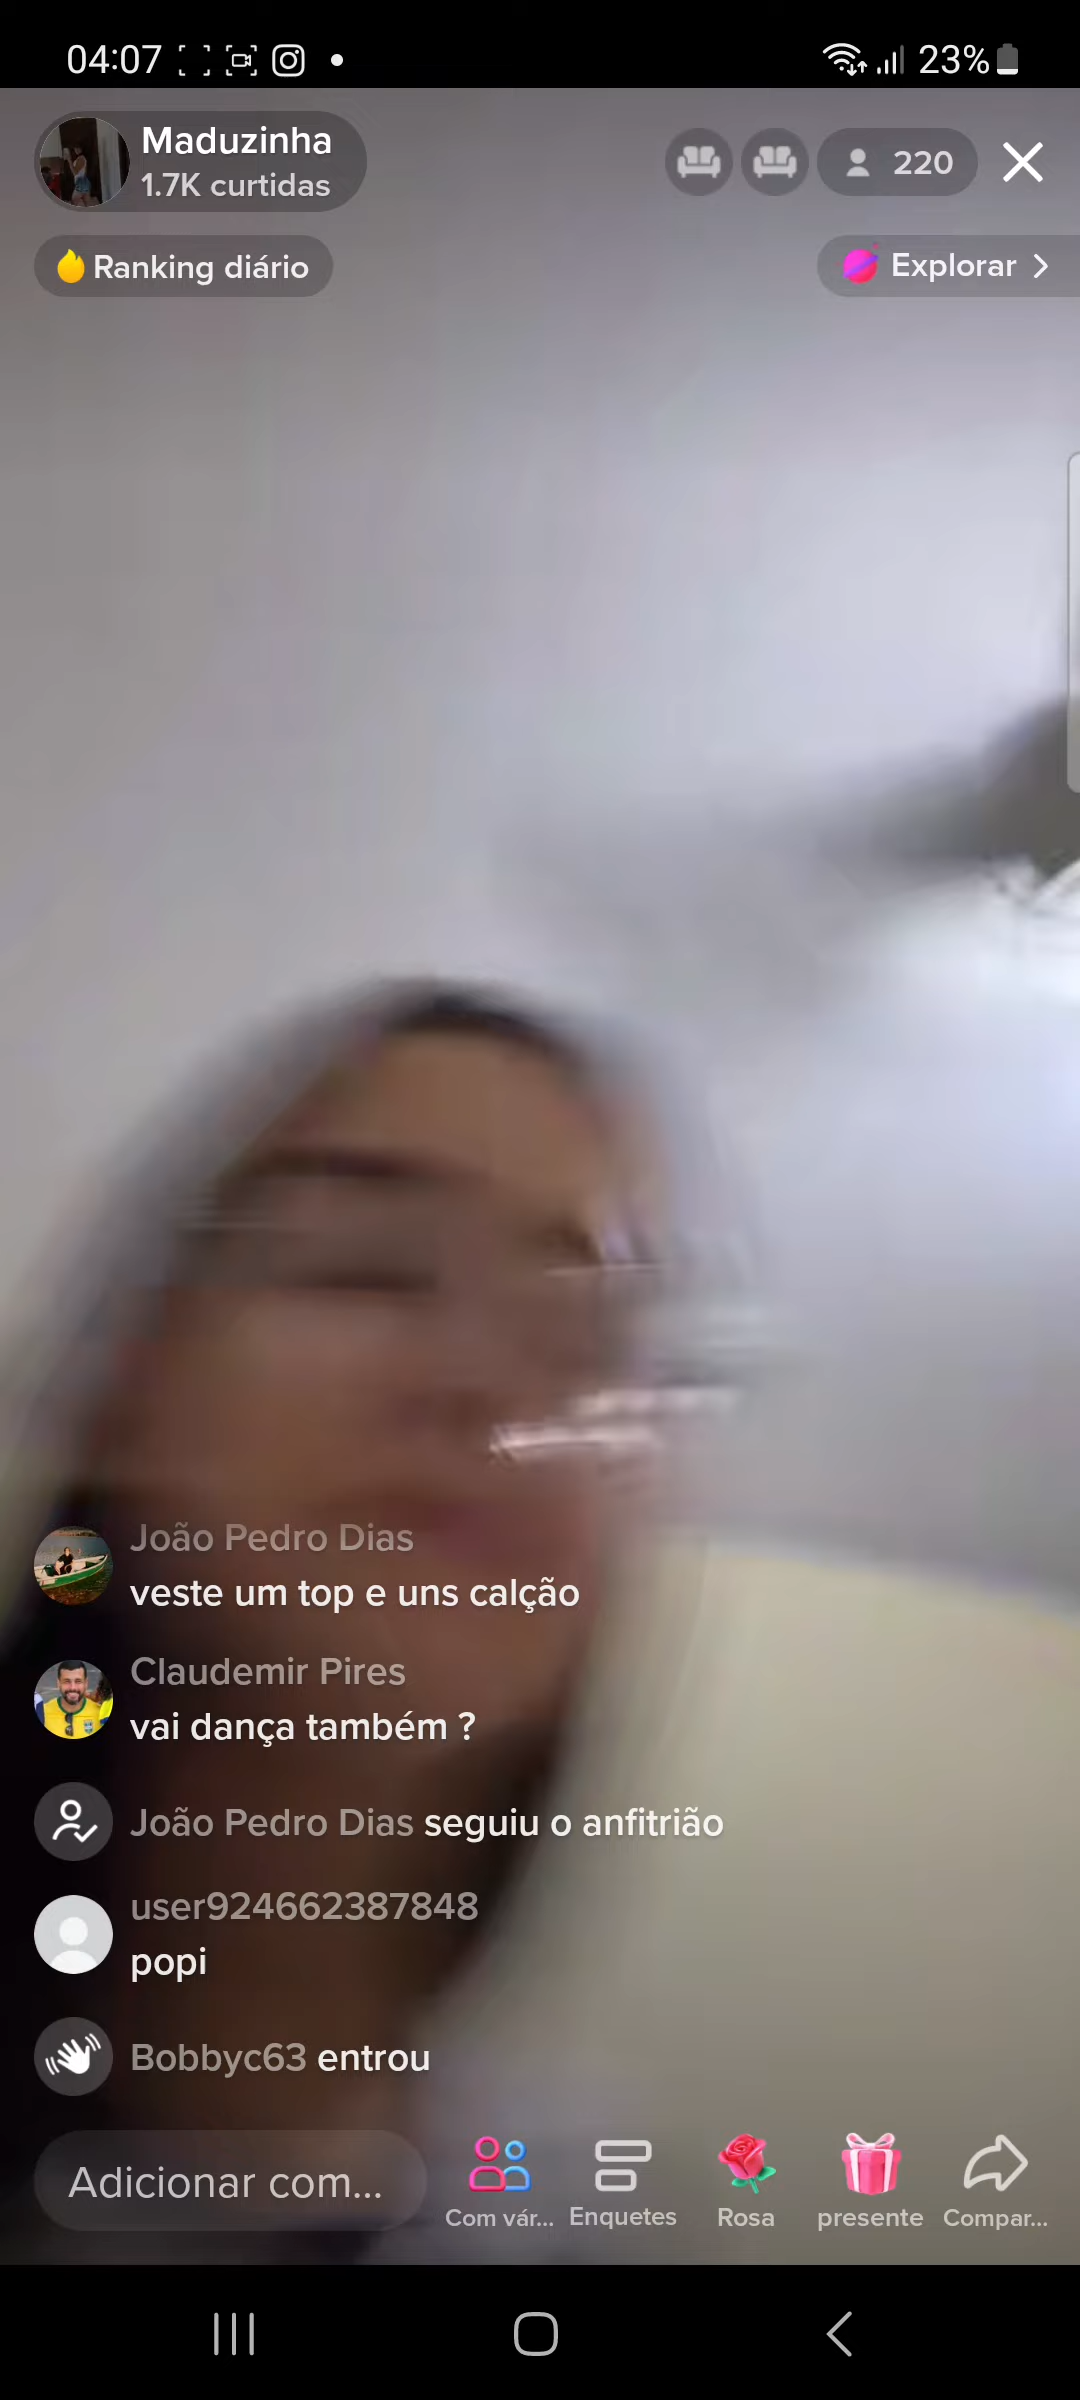 04:07
23%
Maduzinha
1.7K curtidas
220
Ranking diário
Explorar
João Pedro Dias
veste um top e uns calção
Claudemir Pires
vai dança também ?
João Pedro Dias seguiu o anfitrião
user924662387848
popi
Bobbyc63 entrou
Adicionar com...
Com vár...
Enquetes
Rosa
presente
Compar...